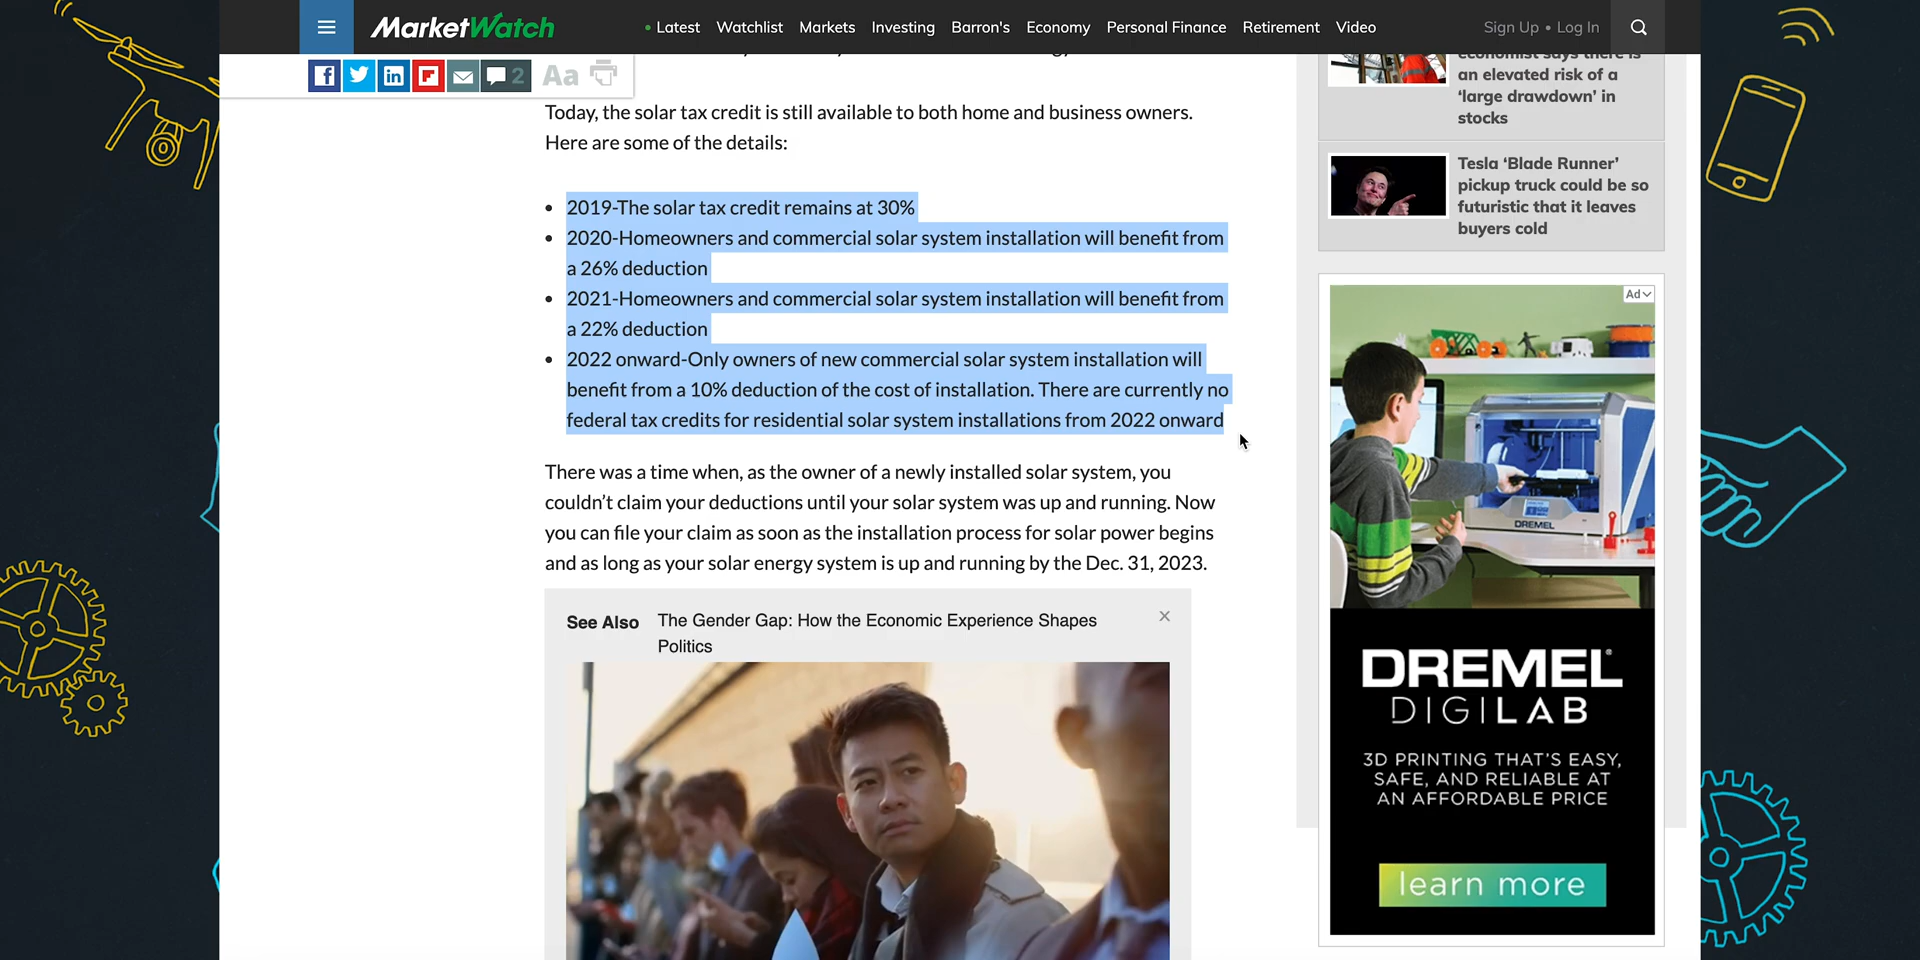 MarketWatch
Latest Watchlist Markets Investing Barron's Economy Personal Finance Retirement Video
Sign Up • Log In
2 Aa
Today, the solar tax credit is still available to both home and business owners.
Here are some of the details:
• 2019-The solar tax credit remains at 30%
• 2020-Homeowners and commercial solar system installation will benefit from
a 26% deduction
• 2021-Homeowners and commercial solar system installation will benefit from
a 22% deduction
• 2022 onward-Only owners of new commercial solar system installation will
benefit from a 10% deduction of the cost of installation. There are currently no
federal tax credits for residential solar system installations from 2022 onward
There was a time when, as the owner of a newly installed solar system, you
couldn’t claim your deductions until your solar system was up and running. Now
you can file your claim as soon as the installation process for solar power begins
and as long as your solar energy system is up and running by the Dec. 31, 2023.
See Also The Gender Gap: How the Economic Experience Shapes
Politics
economist says there is
an elevated risk of a
‘large drawdown’ in
stocks
Tesla ‘Blade Runner’
pickup truck could be so
futuristic that it leaves
buyers cold
Ad
DREMEL
DREMEL
DIGILAB
3D PRINTING THAT'S EASY,
SAFE, AND RELIABLE AT
AN AFFORDABLE PRICE
learn more